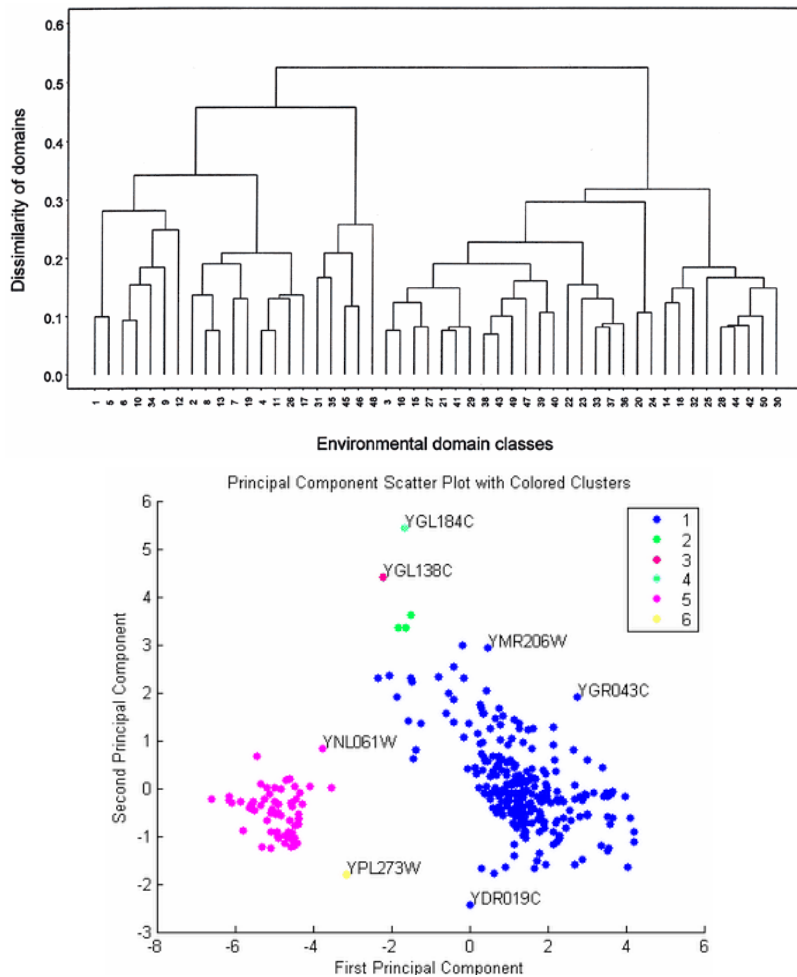 0.6
0.5
0.4
0.3
0.2
0.1
0.0
Dissimilarity of domains
1 5 6 10 34 9 12 2 8 13 7 19 4 11 26 17 31 35 45 46 48 3 16 15 27 21 41 29 38 43 49 47 39 40 22 23 33 37 36 20 24 14 18 32 25 28 44 42 50 30
Environmental domain classes
Principal Component Scatter Plot with Colored Clusters
6
5
4
3
2
1
0
-1
-2
-3
Second Principal Component
YGL184C
YGL138C
YMR206W
YGR043C
YNL061W
YPL273W
YDR019C
1
2
3
4
5
6
-8 -6 -4 -2 0 2 4 6
First Principal Component